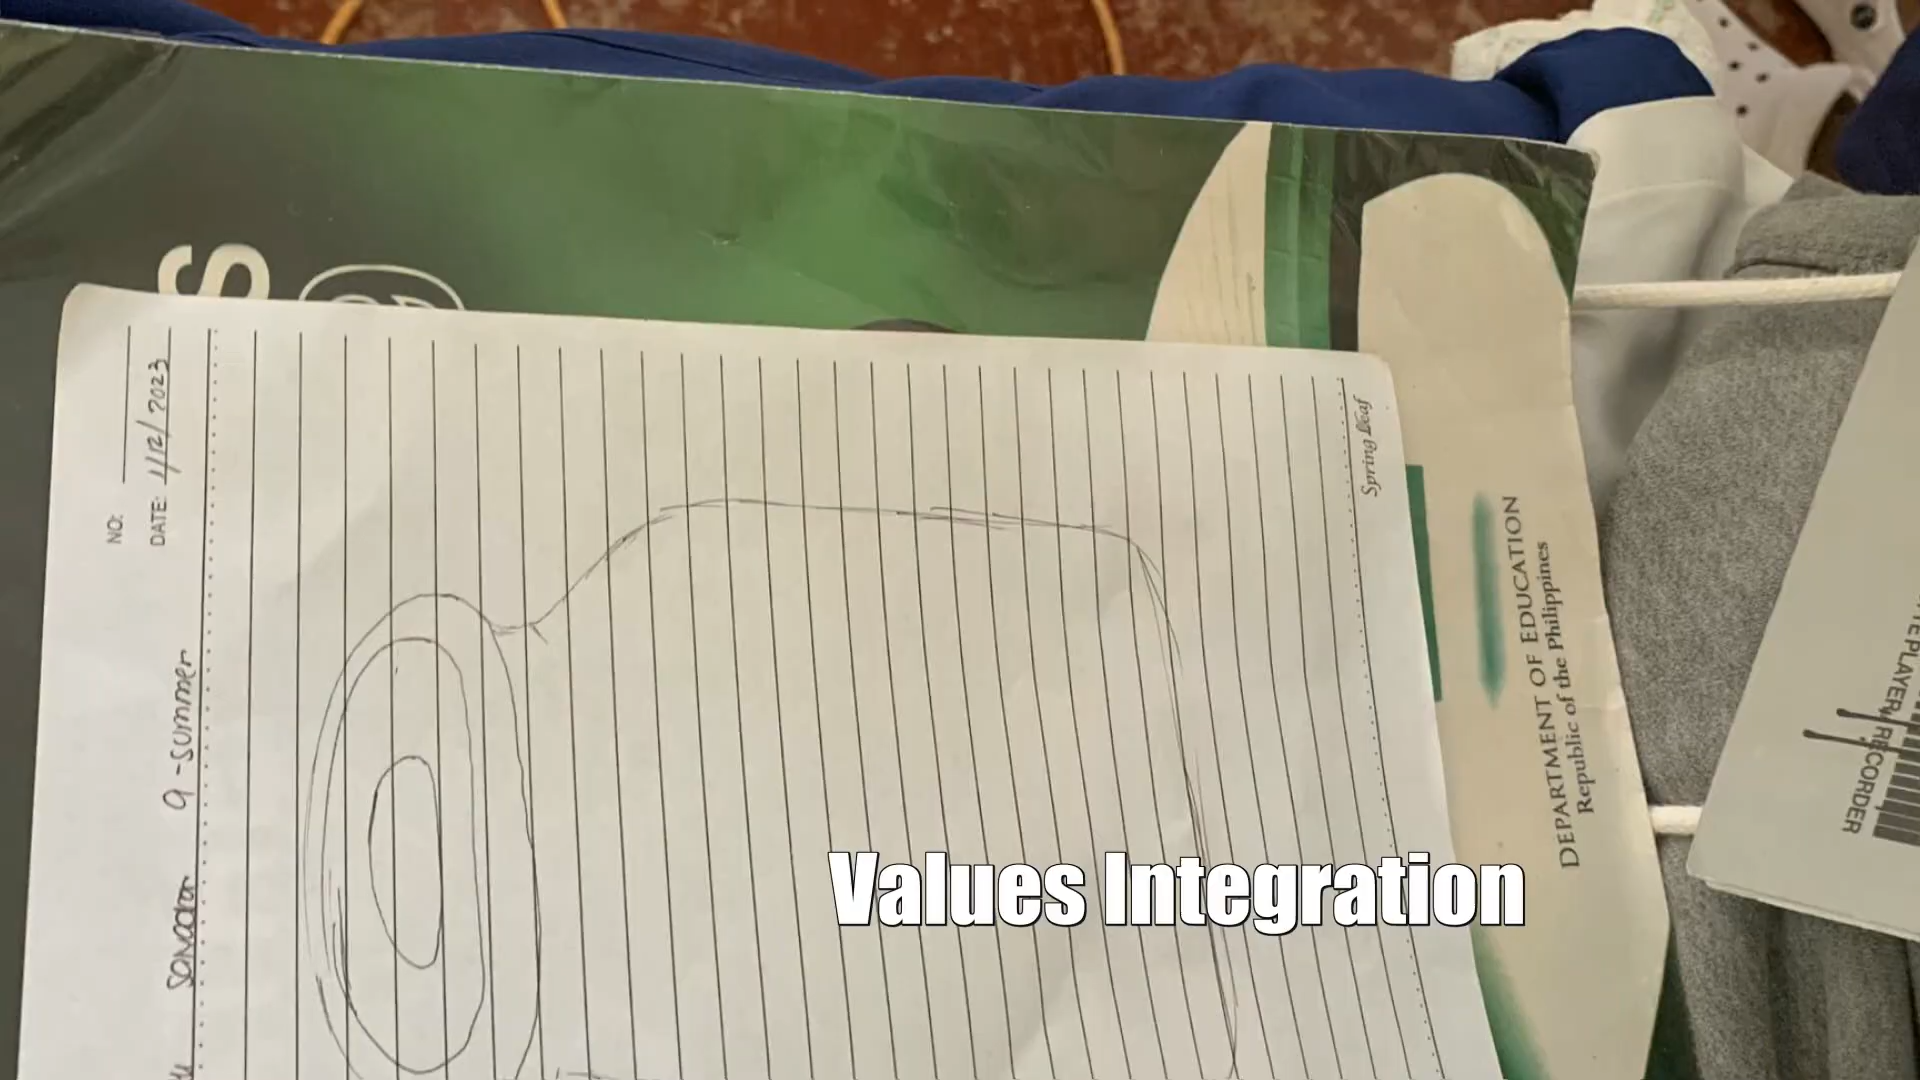 NO:
DATE: 1/12/2023
9 - SUMMER
Spring Leaf
DEPARTMENT OF EDUCATION
Republic of the Philippines
RECORDER
Values Integration